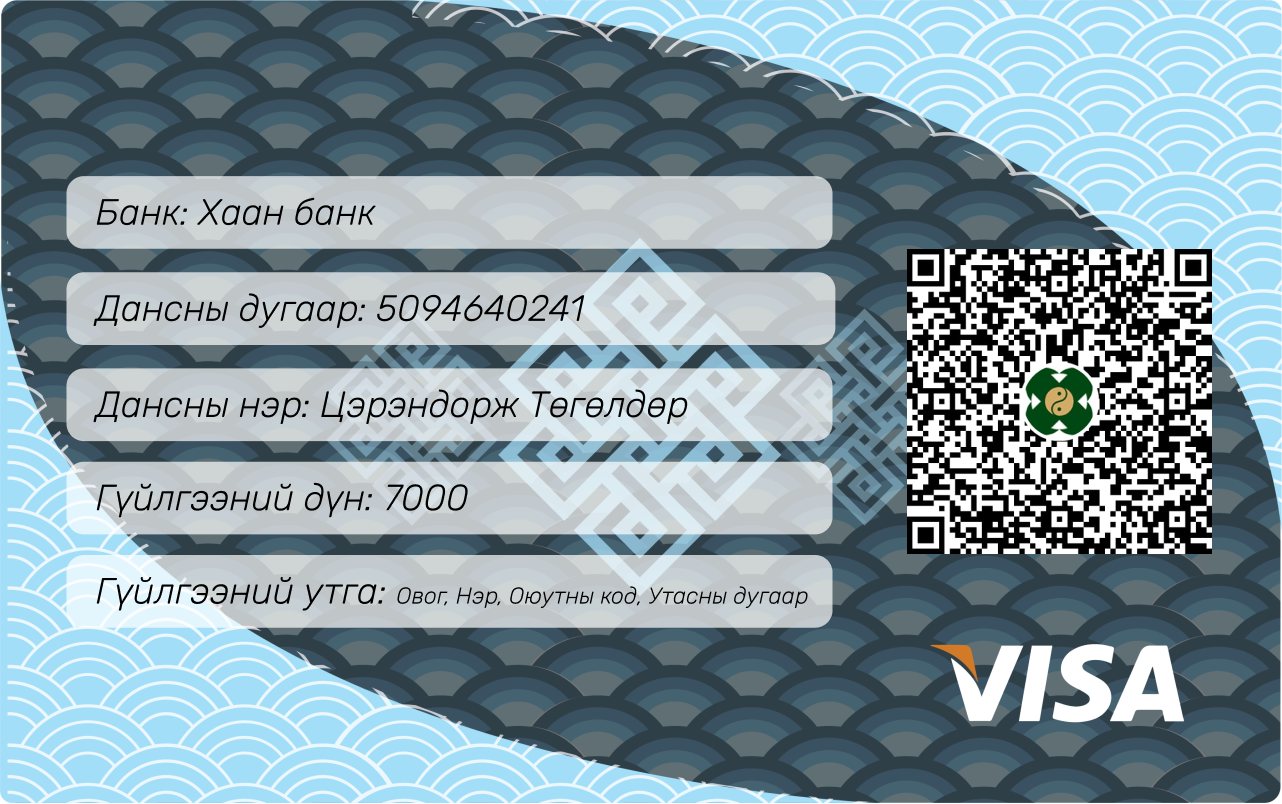 Банк: Хаан банк
Дансны дугаар: 5094640241
Дансны нэр: Цэрэндорж Төгөлдөр
Гүйлгээний дүн: 7000
Гүйлгээний утга: Овог, Нэр, Оюутны код, Утасны дугаар
VISA